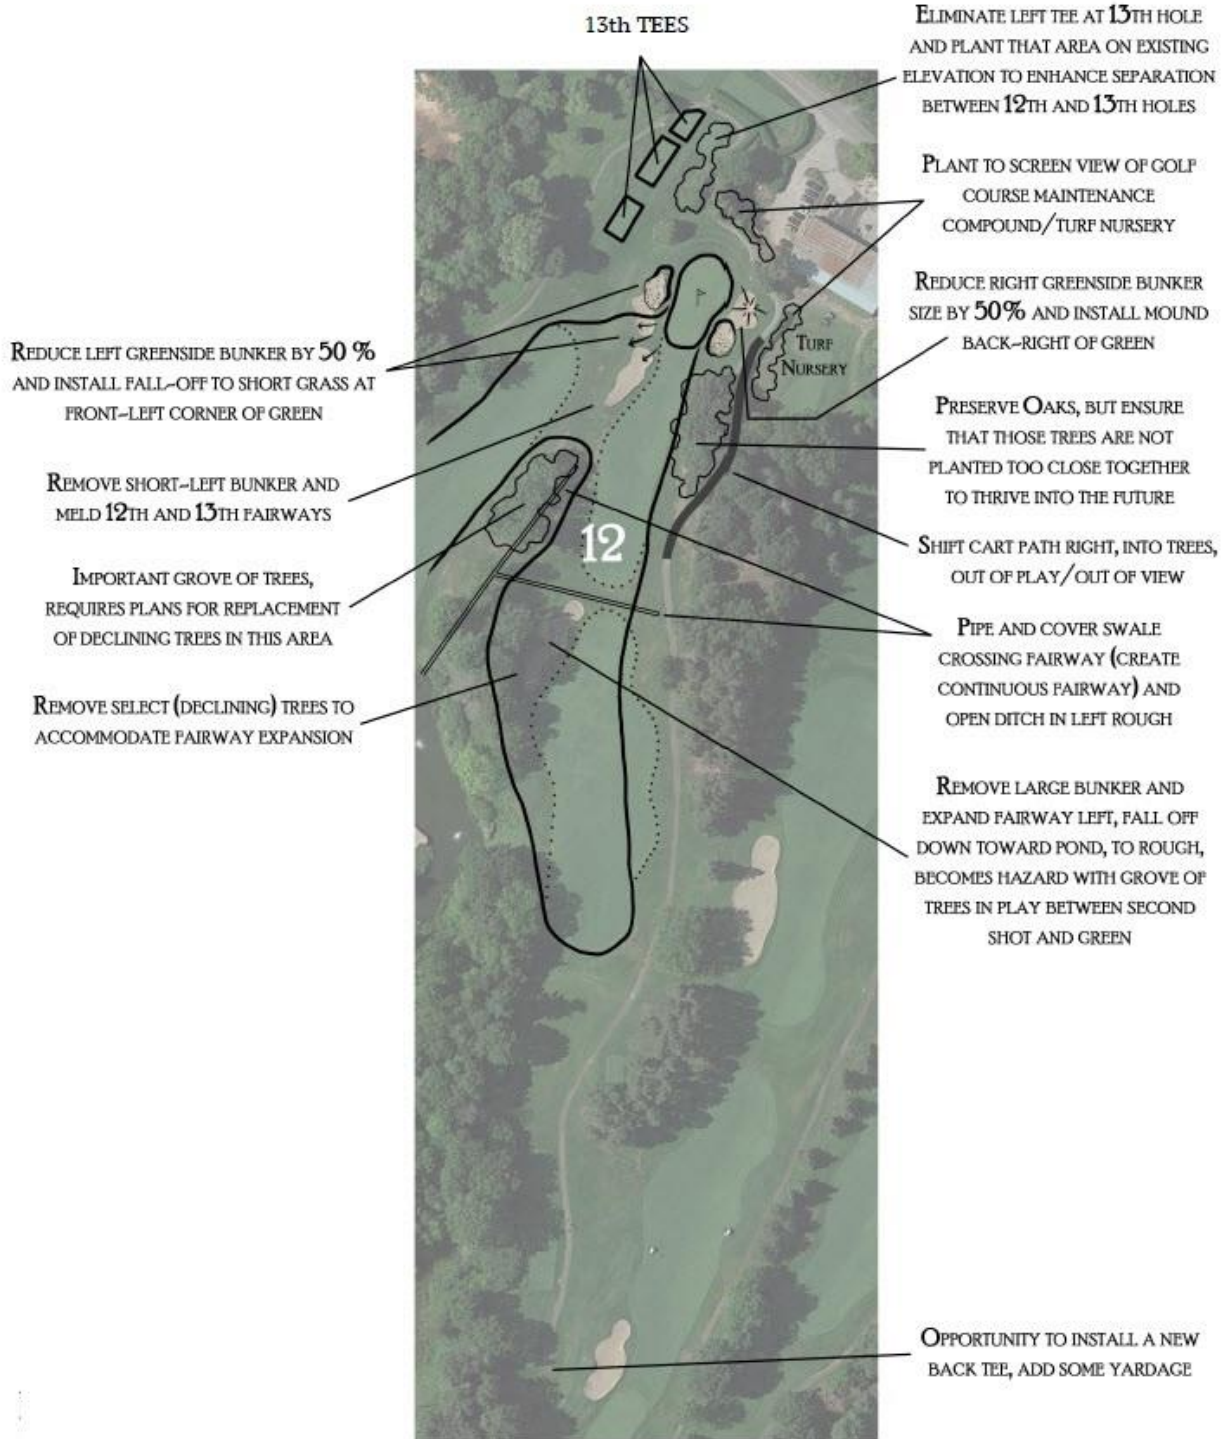 13th TEES
ELIMINATE LEFT TEE AT 13TH HOLE
AND PLANT THAT AREA ON EXISTING
ELEVATION TO ENHANCE SEPARATION
BETWEEN 12TH AND 13TH HOLES
PLANT TO SCREEN VIEW OF GOLF
COURSE MAINTENANCE
COMPOUND/TURF NURSERY
REDUCE RIGHT GREENSIDE BUNKER
SIZE BY 50% AND INSTALL MOUND
BACK-RIGHT OF GREEN
TURF
NURSERY
REDUCE LEFT GREENSIDE BUNKER BY 50 %
AND INSTALL FALL-OFF TO SHORT GRASS AT
FRONT-LEFT CORNER OF GREEN
PRESERVE OAKS, BUT ENSURE
THAT THOSE TREES ARE NOT
PLANTED TOO CLOSE TOGETHER
TO THRIVE INTO THE FUTURE
REMOVE SHORT-LEFT BUNKER AND
MELD 12TH AND 13TH FAIRWAYS
12
SHIFT CART PATH RIGHT, INTO TREES,
OUT OF PLAY/OUT OF VIEW
IMPORTANT GROVE OF TREES,
REQUIRES PLANS FOR REPLACEMENT
OF DECLINING TREES IN THIS AREA
PIPE AND COVER SWALE
CROSSING FAIRWAY (CREATE
CONTINUOUS FAIRWAY) AND
OPEN DITCH IN LEFT ROUGH
REMOVE SELECT (DECLINING) TREES TO
ACCOMMODATE FAIRWAY EXPANSION
REMOVE LARGE BUNKER AND
EXPAND FAIRWAY LEFT, FALL OFF
DOWN TOWARD POND, TO ROUGH,
BECOMES HAZARD WITH GROVE OF
TREES IN PLAY BETWEEN SECOND
SHOT AND GREEN
OPPORTUNITY TO INSTALL A NEW
BACK TEE, ADD SOME YARDAGE